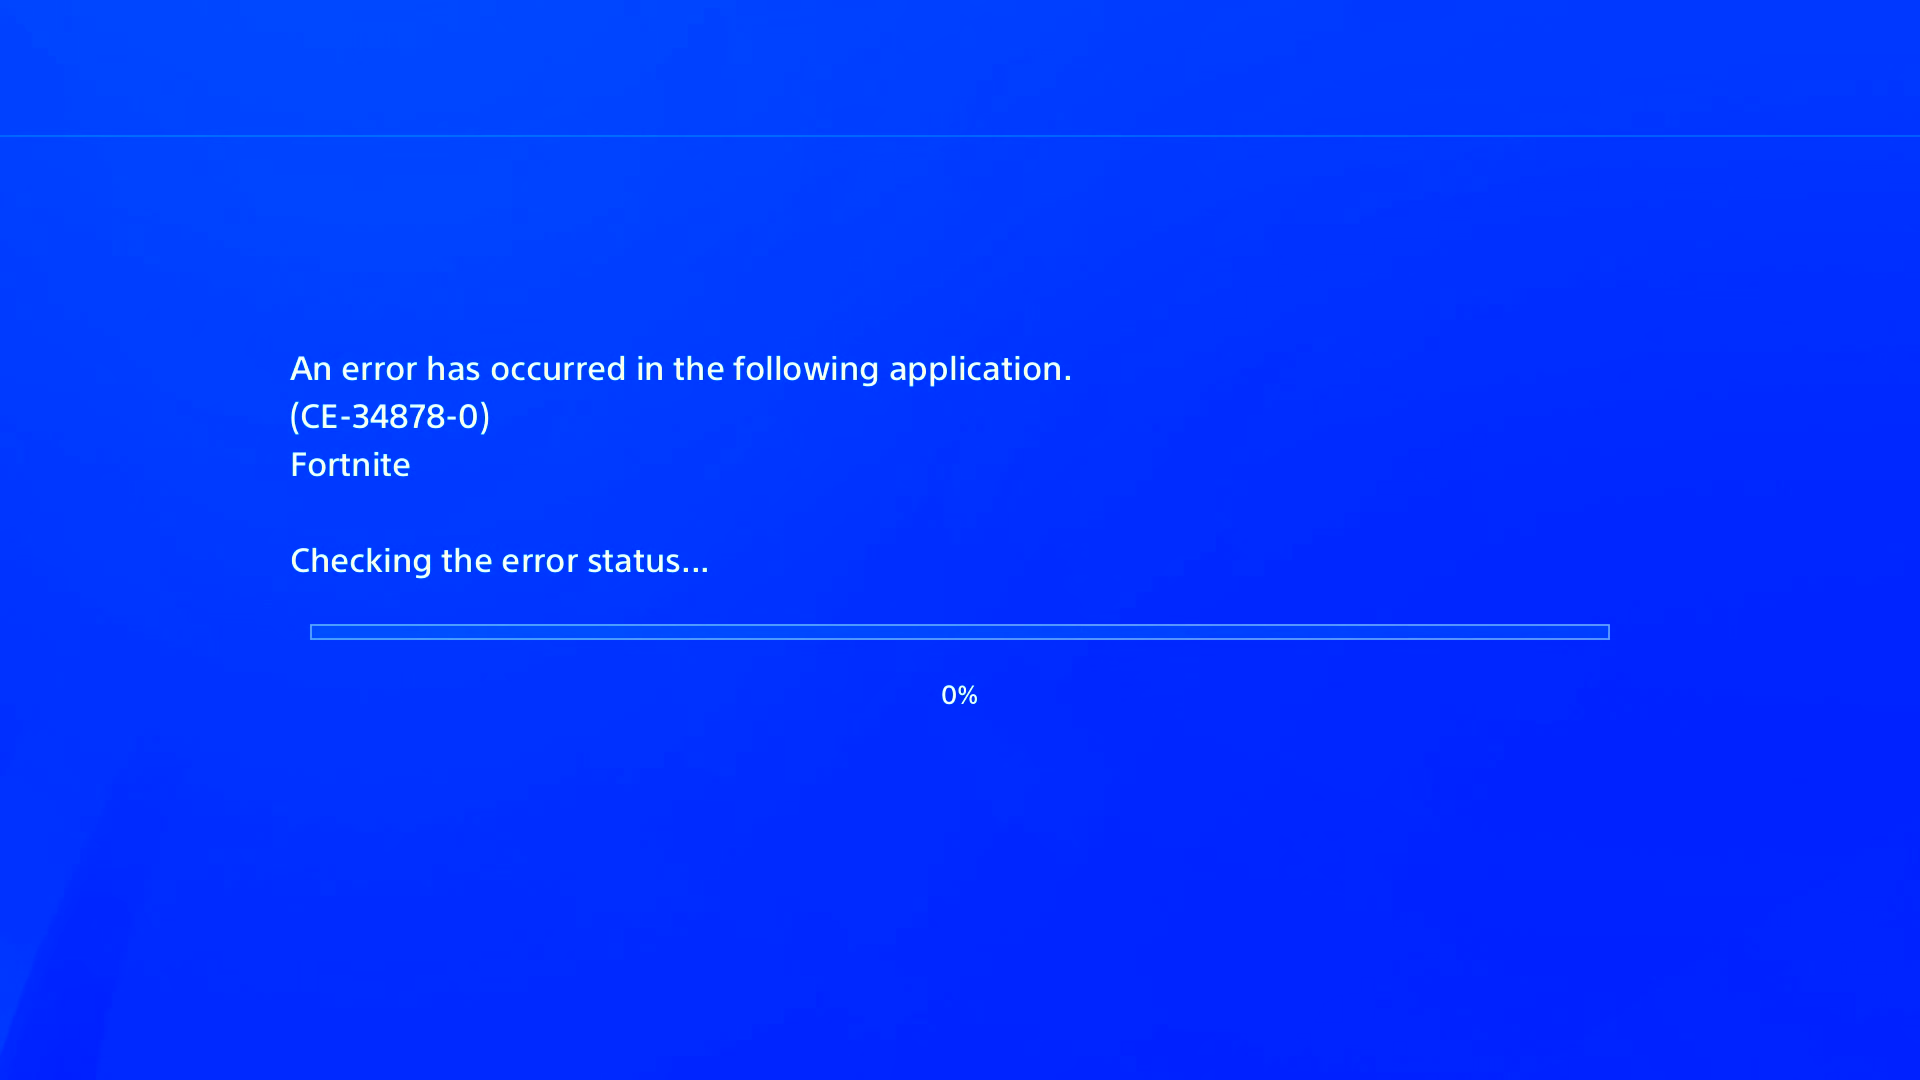 An error has occurred in the following application.
(CE-34878-0)
Fortnite
Checking the error status...
0%